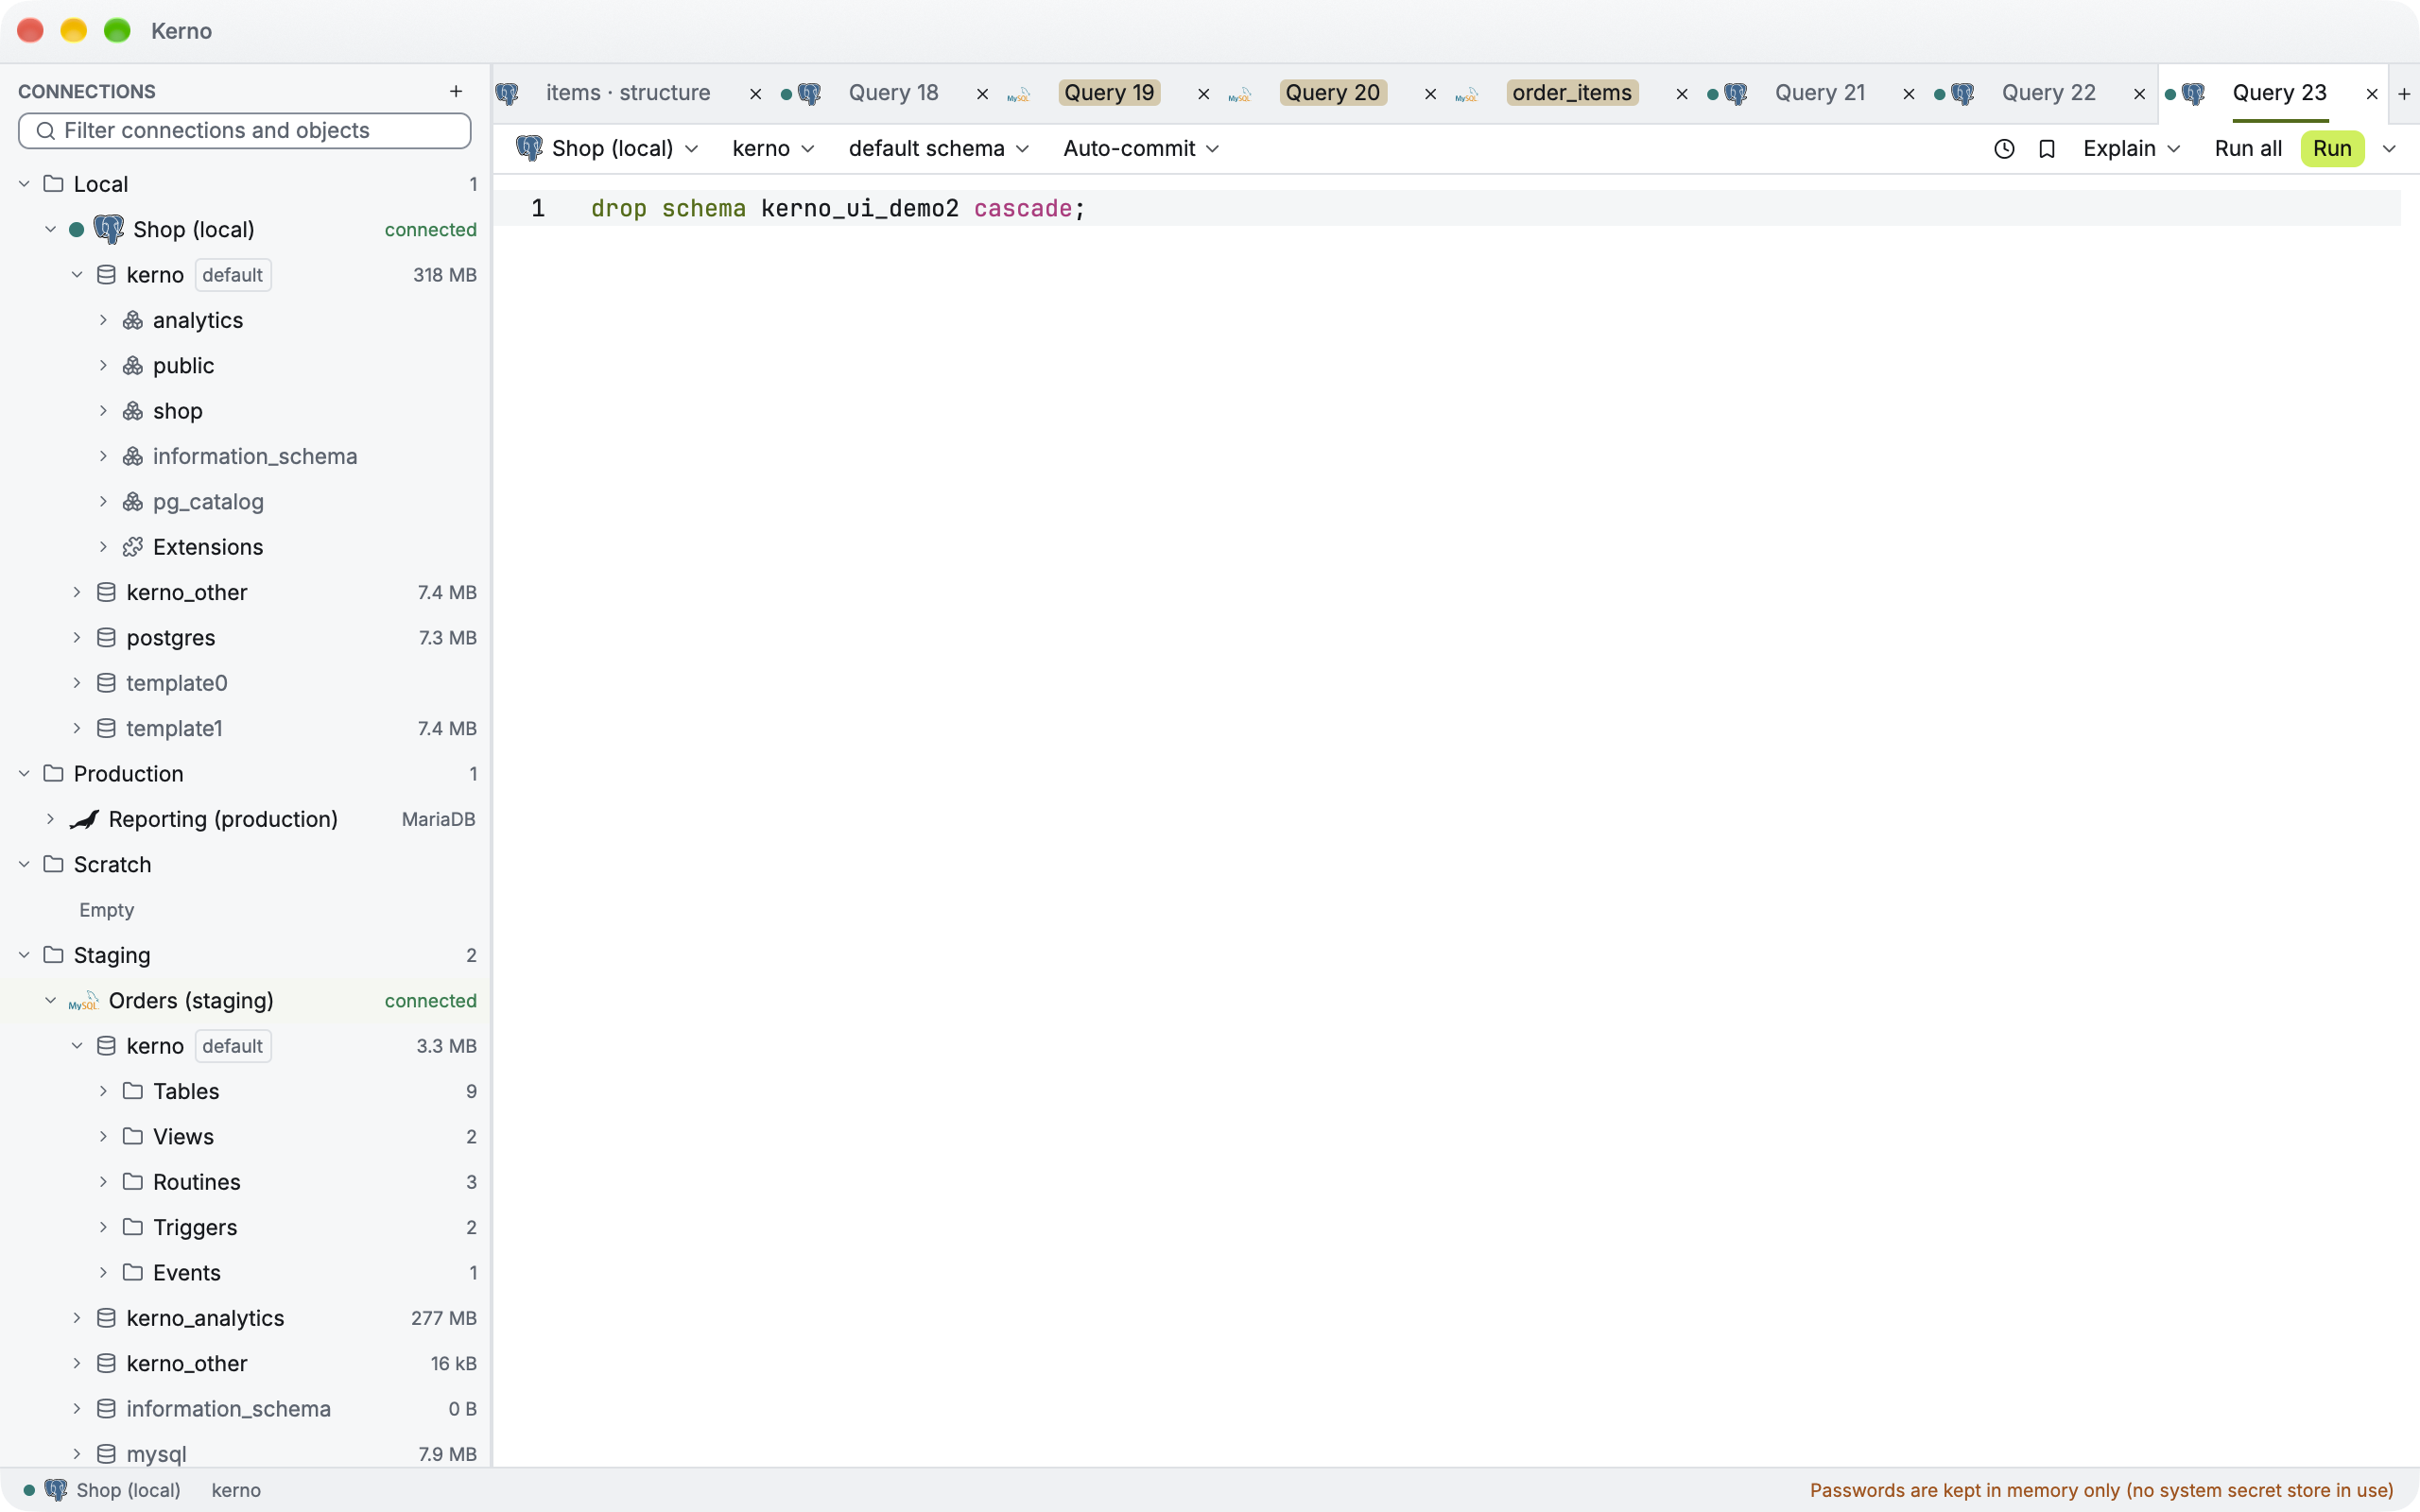 Kerno
CONNECTIONS
Filter connections and objects
Local 1
Shop (local) connected
kerno default 318 MB
analytics
public
shop
information_schema
pg_catalog
Extensions
kerno_other 7.4 MB
postgres 7.3 MB
template0
template1 7.4 MB
Production 1
Reporting (production) MariaDB
Scratch
Empty
Staging 2
MySQL Orders (staging) connected
kerno default 3.3 MB
Tables 9
Views 2
Routines 3
Triggers 2
Events 1
kerno_analytics 277 MB
kerno_other 16 kB
information_schema 0 B
mysql 7.9 MB
items · structure Query 18 MySQL Query 19 MySQL Query 20 MySQL order_items Query 21 Query 22 Query 23
Shop (local) kerno default schema Auto-commit Explain Run all Run
1 drop schema kerno_ui_demo2 cascade;
Shop (local) kerno Passwords are kept in memory only (no system secret store in use)